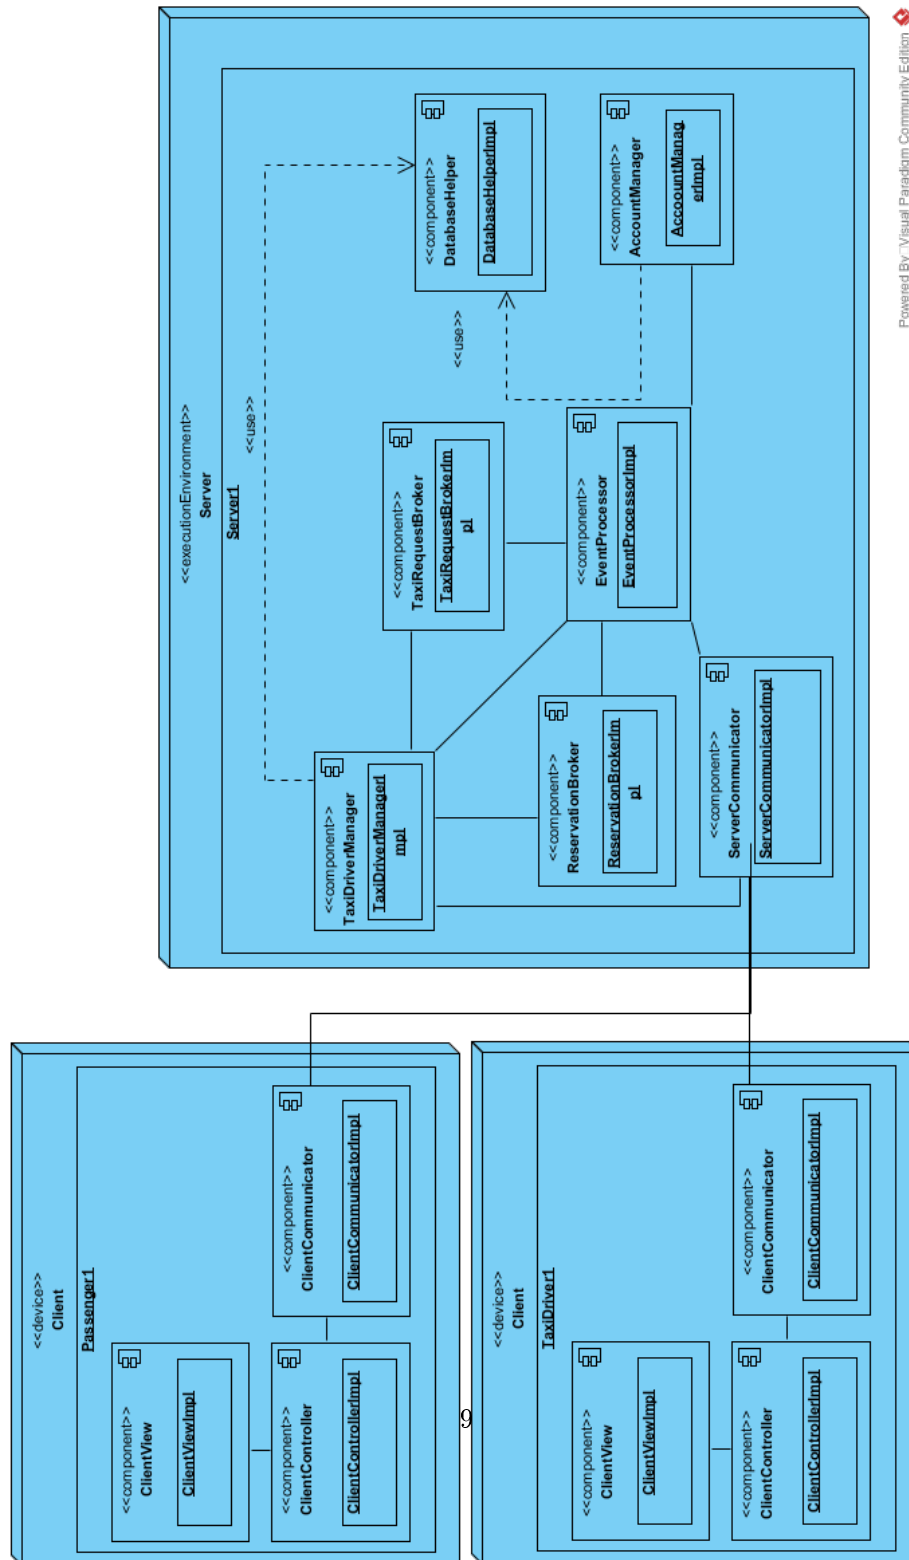 <<device>>
Client
Passenger1
<<component>>
ClientView
ClientViewImpl
<<component>>
ClientController
ClientControllerImpl
<<component>>
ClientCommunicator
ClientCommunicatorImpl
<<device>>
Client
TaxiDriver1
<<component>>
ClientView
ClientViewImpl
<<component>>
ClientController
ClientControllerImpl
<<component>>
ClientCommunicator
ClientCommunicatorImpl
<<executionEnvironment>>
Server
Server1
<<use>>
<<component>>
TaxiDriverManager
TaxiDriverManagerI
mpl
<<component>>
TaxiRequestBroker
TaxiRequestBrokerIm
pl
<<component>>
DatabaseHelper
DatabaseHelperImpl
<<use>>
<<component>>
ReservationBroker
ReservationBrokerIm
pl
<<component>>
EventProcessor
EventProcessorImpl
<<component>>
AccountManager
AccoountManag
erImpl
<<component>>
ServerCommunicator
ServerCommunicatorImpl
Powered By Visual Paradigm Community Edition
9